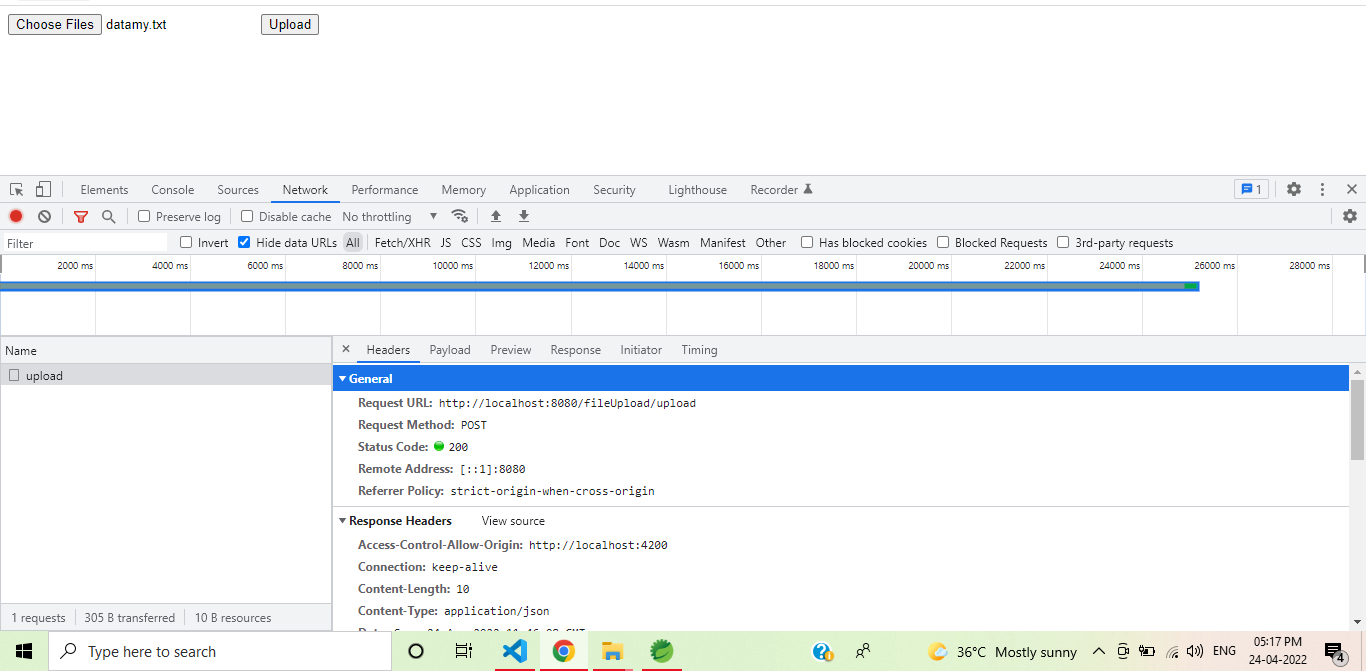 Choose Files datamy.txt Upload
Elements Console Sources Network Performance Memory Application Security Lighthouse Recorder 1
Preserve log Disable cache No throttling
Filter Invert Hide data URLs All Fetch/XHR JS CSS Img Media Font Doc WS Wasm Manifest Other Has blocked cookies Blocked Requests 3rd-party requests
2000 ms 4000 ms 6000 ms 8000 ms 10000 ms 12000 ms 14000 ms 16000 ms 18000 ms 20000 ms 22000 ms 24000 ms 26000 ms 28000 ms
Name
upload
Headers Payload Preview Response Initiator Timing
General
Request URL: http://localhost:8080/fileUpload/upload
Request Method: POST
Status Code: 200
Remote Address: [::1]:8080
Referrer Policy: strict-origin-when-cross-origin
Response Headers View source
Access-Control-Allow-Origin: http://localhost:4200
Connection: keep-alive
Content-Length: 10
Content-Type: application/json
1 requests 305 B transferred 10 B resources
Type here to search
36°C Mostly sunny ENG
05:17 PM
24-04-2022
4